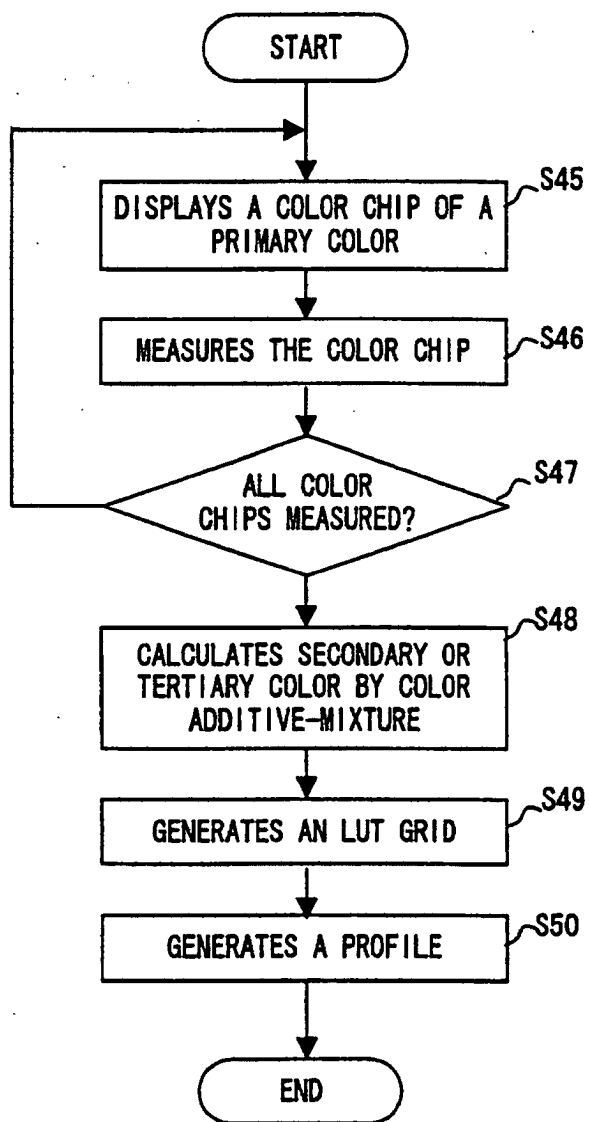 START
S45
DISPLAYS A COLOR CHIP OF A
PRIMARY COLOR
S46
MEASURES THE COLOR CHIP
S47
ALL COLOR
CHIPS MEASURED?
S48
CALCULATES SECONDARY OR
TERTIARY COLOR BY COLOR
ADDITIVE-MIXTURE
S49
GENERATES AN LUT GRID
S50
GENERATES A PROFILE
END